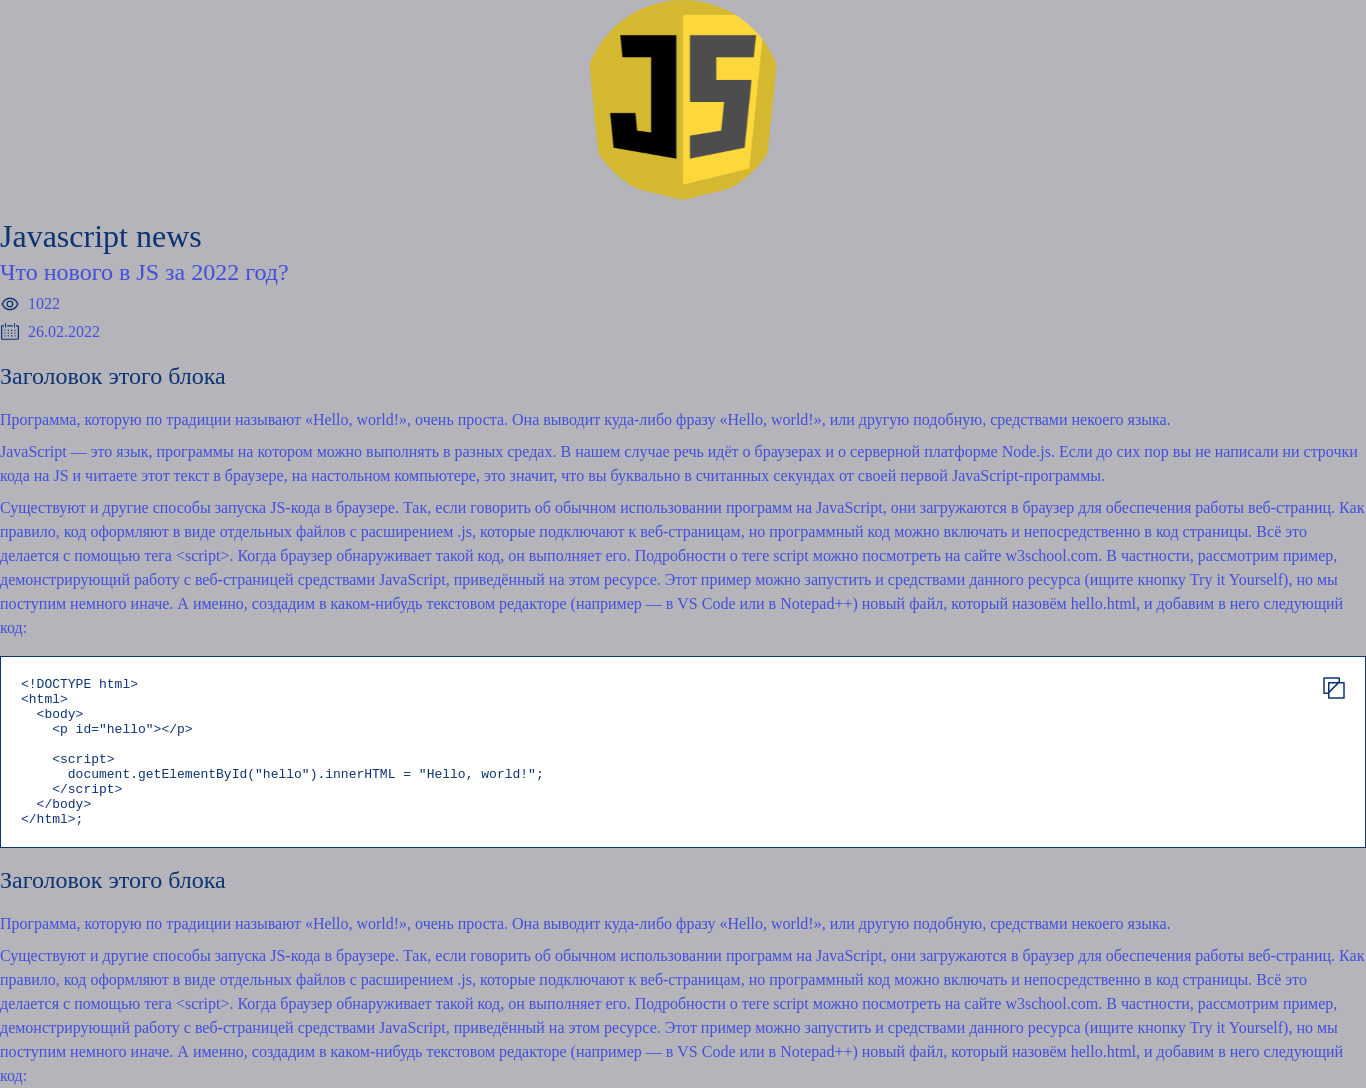 JS
Javascript news
Что нового в JS за 2022 год?
1022
26.02.2022
Заголовок этого блока
Программа, которую по традиции называют «Hello, world!», очень проста. Она выводит куда-либо фразу «Hello, world!», или другую подобную, средствами некоего языка.
JavaScript — это язык, программы на котором можно выполнять в разных средах. В нашем случае речь идёт о браузерах и о серверной платформе Node.js. Если до сих пор вы не написали ни строчки
кода на JS и читаете этот текст в браузере, на настольном компьютере, это значит, что вы буквально в считанных секундах от своей первой JavaScript-программы.
Существуют и другие способы запуска JS-кода в браузере. Так, если говорить об обычном использовании программ на JavaScript, они загружаются в браузер для обеспечения работы веб-страниц. Как
правило, код оформляют в виде отдельных файлов с расширением .js, которые подключают к веб-страницам, но программный код можно включать и непосредственно в код страницы. Всё это
делается с помощью тега <script>. Когда браузер обнаруживает такой код, он выполняет его. Подробности о теге script можно посмотреть на сайте w3school.com. В частности, рассмотрим пример,
демонстрирующий работу с веб-страницей средствами JavaScript, приведённый на этом ресурсе. Этот пример можно запустить и средствами данного ресурса (ищите кнопку Try it Yourself), но мы
поступим немного иначе. А именно, создадим в каком-нибудь текстовом редакторе (например — в VS Code или в Notepad++) новый файл, который назовём hello.html, и добавим в него следующий
код:
<!DOCTYPE html>
<html>
  <body>
    <p id="hello"></p>
    <script>
      document.getElementById("hello").innerHTML = "Hello, world!";
    </script>
  </body>
</html>;
Заголовок этого блока
Программа, которую по традиции называют «Hello, world!», очень проста. Она выводит куда-либо фразу «Hello, world!», или другую подобную, средствами некоего языка.
Существуют и другие способы запуска JS-кода в браузере. Так, если говорить об обычном использовании программ на JavaScript, они загружаются в браузер для обеспечения работы веб-страниц. Как
правило, код оформляют в виде отдельных файлов с расширением .js, которые подключают к веб-страницам, но программный код можно включать и непосредственно в код страницы. Всё это
делается с помощью тега <script>. Когда браузер обнаруживает такой код, он выполняет его. Подробности о теге script можно посмотреть на сайте w3school.com. В частности, рассмотрим пример,
демонстрирующий работу с веб-страницей средствами JavaScript, приведённый на этом ресурсе. Этот пример можно запустить и средствами данного ресурса (ищите кнопку Try it Yourself), но мы
поступим немного иначе. А именно, создадим в каком-нибудь текстовом редакторе (например — в VS Code или в Notepad++) новый файл, который назовём hello.html, и добавим в него следующий
код: